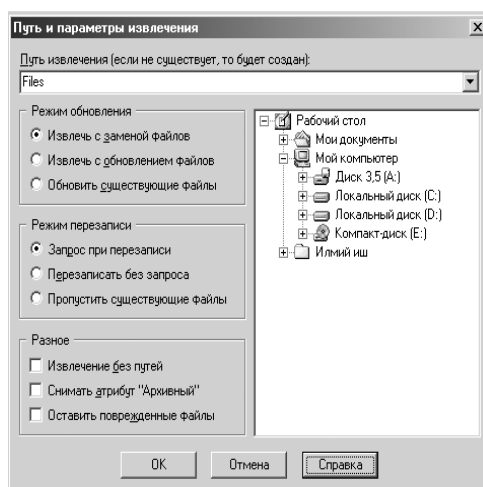 Путь и параметры извлечения
Путь извлечения (если не существует, то будет создан):
Files
Режим обновления
Извлечь с заменой файлов
Извлечь с обновлением файлов
Обновить существующие файлы
Режим перезаписи
Запрос при перезаписи
Перезаписать без запроса
Пропустить существующие файлы
Разное
Извлечение без путей
Снимать атрибут "Архивный"
Оставить поврежденные файлы
Рабочий стол
Мои документы
Мой компьютер
Диск 3,5 (A:)
Локальный диск (C:)
Локальный диск (D:)
Компакт-диск (E:)
Илмий иш
OK
Отмена
Справка